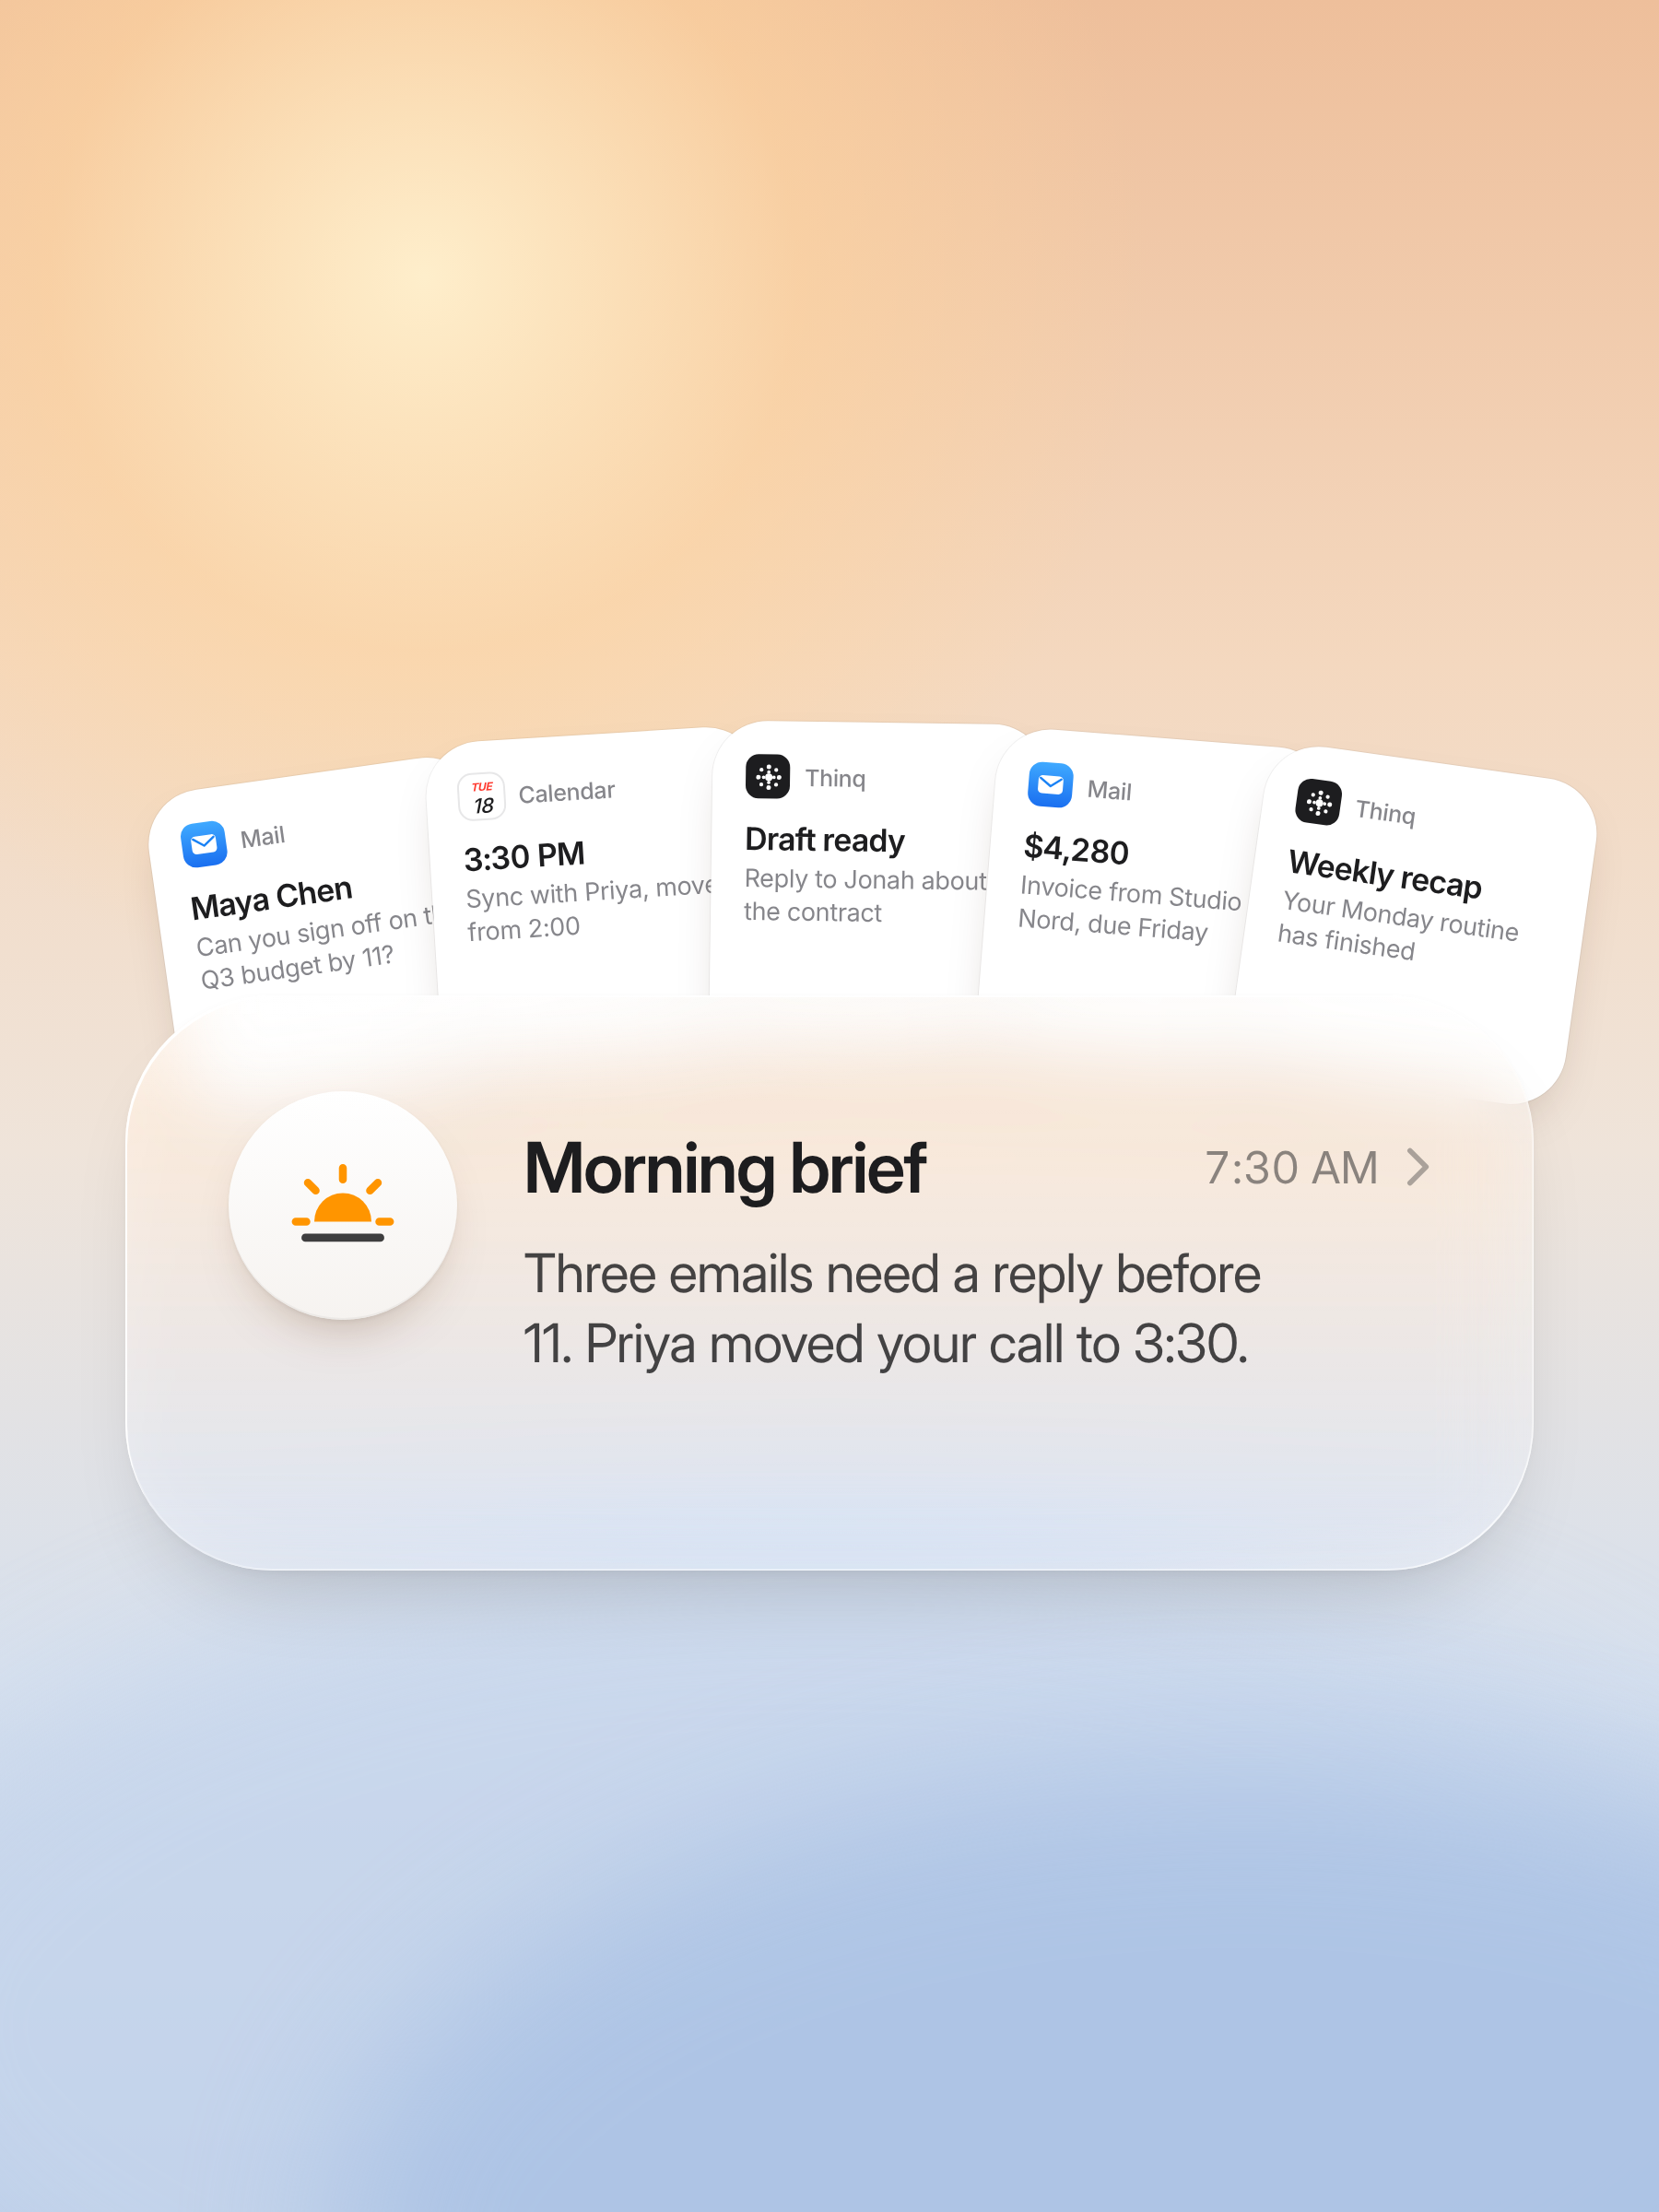 Mail
Maya Chen
Can you sign off on
Q3 budget by 11?
TUE
18
Calendar
3:30 PM
Sync with Priya, move
from 2:00
Thinq
Draft ready
Reply to Jonah about
the contract
Mail
$4,280
Invoice from Studio
Nord, due Friday
Thinq
Weekly recap
Your Monday routine
has finished
Morning brief
7:30 AM
Three emails need a reply before
11. Priya moved your call to 3:30.